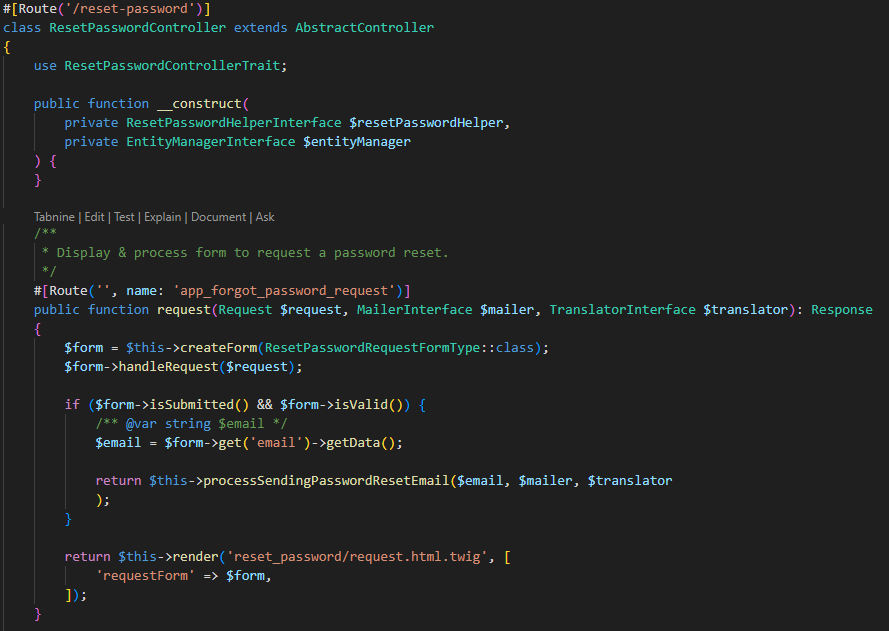 #[Route('/reset-password')]
class ResetPasswordController extends AbstractController
{
    use ResetPasswordControllerTrait;

    public function __construct(
        private ResetPasswordHelperInterface $resetPasswordHelper,
        private EntityManagerInterface $entityManager
    ) {
    }

    Tabnine | Edit | Test | Explain | Document | Ask
    /**
     * Display & process form to request a password reset.
     */
    #[Route('', name: 'app_forgot_password_request')]
    public function request(Request $request, MailerInterface $mailer, TranslatorInterface $translator): Response
    {
        $form = $this->createForm(ResetPasswordRequestFormType::class);
        $form->handleRequest($request);

        if ($form->isSubmitted() && $form->isValid()) {
            /** @var string $email */
            $email = $form->get('email')->getData();

            return $this->processSendingPasswordResetEmail($email, $mailer, $translator
            );
        }

        return $this->render('reset_password/request.html.twig', [
            'requestForm' => $form,
        ]);
    }